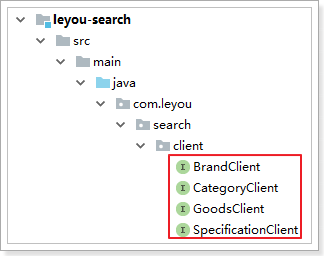 leyou-search
src
main
java
com.leyou
search
client
I BrandClient
I CategoryClient
I GoodsClient
I SpecificationClient